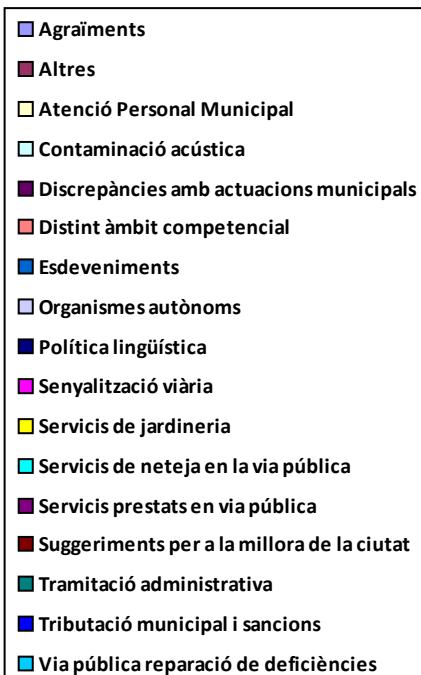 Agraïments
Altres
Atenció Personal Municipal
Contaminació acústica
Discrepàncies amb actuacions municipals
Distint àmbit competencial
Esdeveniments
Organismes autònoms
Política lingüística
Senyalització viària
Servicis de jardineria
Servicis de neteja en la via pública
Servicis prestats en via pública
Suggeriments per a la millora de la ciutat
Tramitació administrativa
Tributació municipal i sancions
Via pública reparació de deficiències